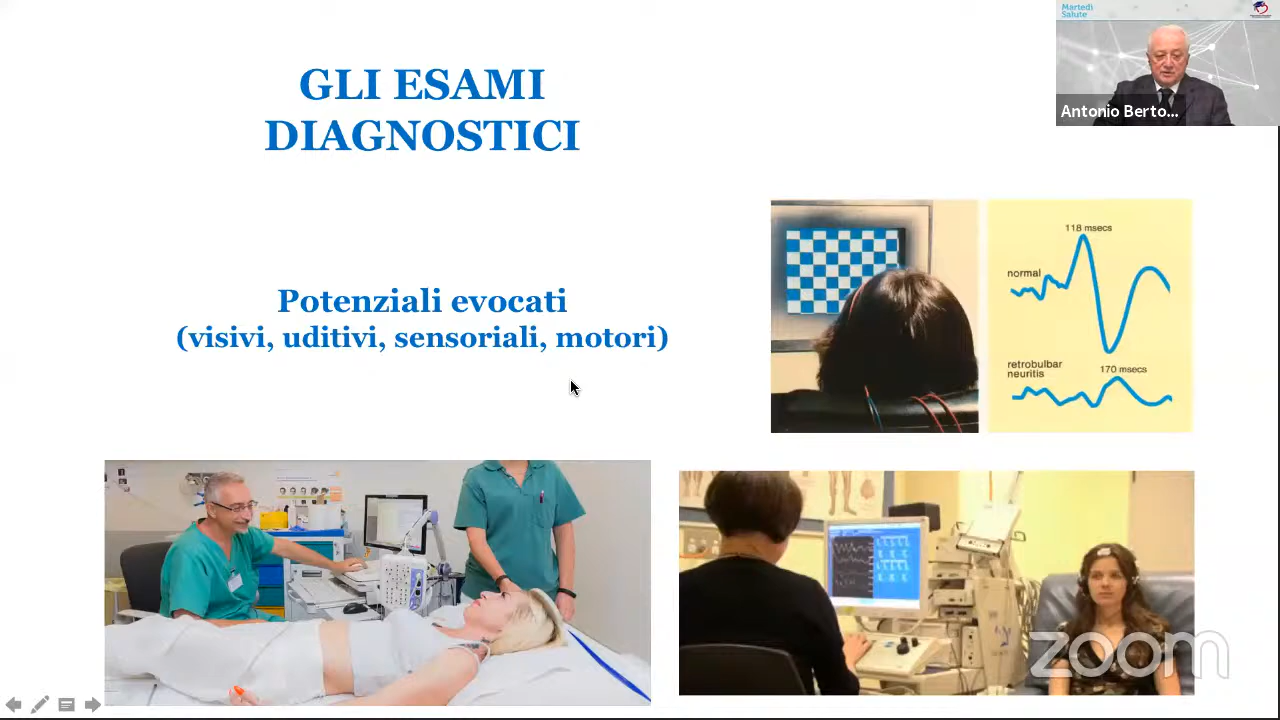 Martedì
Salute
Antonio Berto...
GLI ESAMI
DIAGNOSTICI
Potenziali evocati
(visivi, uditivi, sensoriali, motori)
118 msecs
normal
retrobulbar
neuritis
170 msecs
zoom